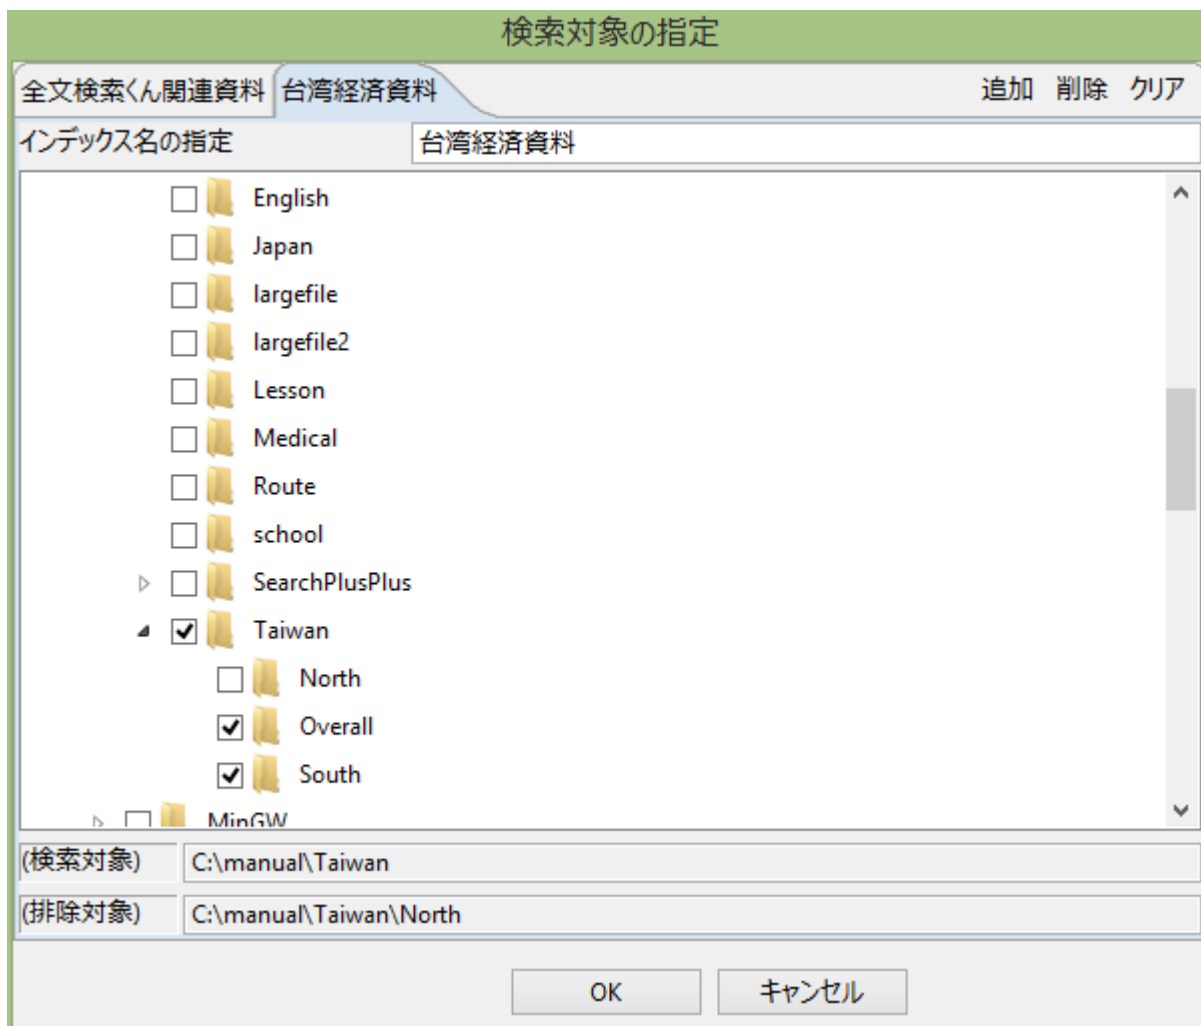 検索対象の指定
全文検索くん関連資料 台湾経済資料 追加 削除 クリア
インデックス名の指定 台湾経済資料
English
Japan
largefile
largefile2
Lesson
Medical
Route
school
SearchPlusPlus
Taiwan
North
Overall
South
MinGW
(検索対象) C:\manual\Taiwan
(排除対象) C:\manual\Taiwan\North
OK キャンセル